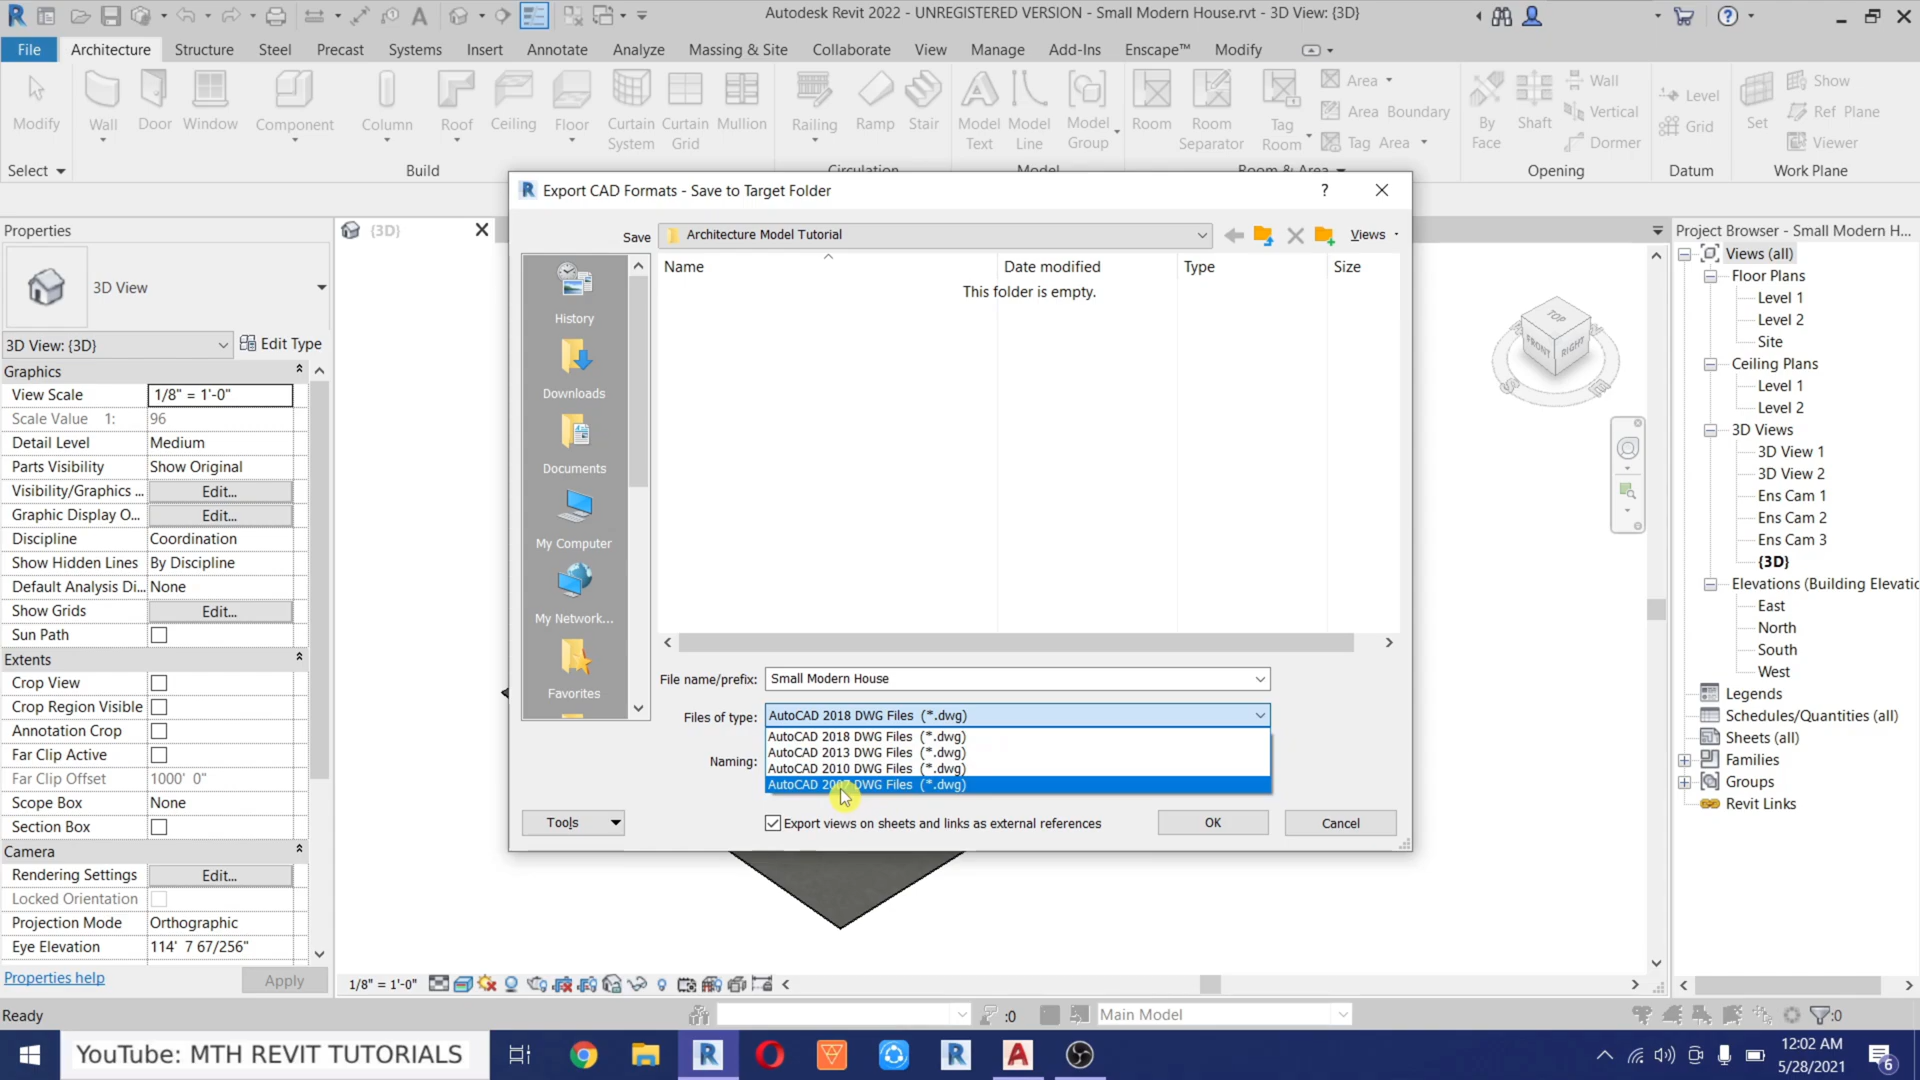 Autodesk Revit 2022 - UNREGISTERED VERSION - Small Modern House.rvt - 3D View: {3D}
File Architecture Structure Steel Precast Systems Insert Annotate Analyze Massing & Site Collaborate View Manage Add-Ins Enscape™ Modify
Modify Wall Door Window Component Column Roof Ceiling Floor Curtain System Curtain Grid Mullion Railing Ramp Stair Model Text Model Line Model Group Room Room Separator Tag Room Area Area Boundary Tag Area By Face Shaft Wall Vertical Dormer Level Grid Set Show Ref Plane Viewer
Select Build Circulation Model Room & Area Opening Datum Work Plane
Properties
3D View
3D View: {3D} Edit Type
Graphics
View Scale 1/8" = 1'-0"
Scale Value 1: 96
Detail Level Medium
Parts Visibility Show Original
Visibility/Graphics ... Edit...
Graphic Display O... Edit...
Discipline Coordination
Show Hidden Lines By Discipline
Default Analysis Di... None
Show Grids Edit...
Sun Path
Extents
Crop View
Crop Region Visible
Annotation Crop
Far Clip Active
Far Clip Offset 1000' 0"
Scope Box None
Section Box
Camera
Rendering Settings Edit...
Locked Orientation
Projection Mode Orthographic
Eye Elevation 114' 7 67/256"
Properties help Apply
{3D}
Export CAD Formats - Save to Target Folder
?
Save Architecture Model Tutorial Views
Name Date modified Type Size
This folder is empty.
History
Downloads
Documents
My Computer
My Network...
Favorites
File name/prefix: Small Modern House
Files of type: AutoCAD 2018 DWG Files (*.dwg)
AutoCAD 2018 DWG Files (*.dwg)
AutoCAD 2013 DWG Files (*.dwg)
Naming:
AutoCAD 2010 DWG Files (*.dwg)
AutoCAD 2007 DWG Files (*.dwg)
Tools Export views on sheets and links as external references OK Cancel
TOP
FRONT
RIGHT
S
E
Project Browser - Small Modern H...
Views (all)
Floor Plans
Level 1
Level 2
Site
Ceiling Plans
Level 1
Level 2
3D Views
3D View 1
3D View 2
Ens Cam 1
Ens Cam 2
Ens Cam 3
{3D}
Elevations (Building Elevatio
East
North
South
West
Legends
Schedules/Quantities (all)
Sheets (all)
Families
Groups
Revit Links
1/8" = 1'-0"
Ready :0 Main Model :0
YouTube: MTH REVIT TUTORIALS
12:02 AM
5/28/2021
6